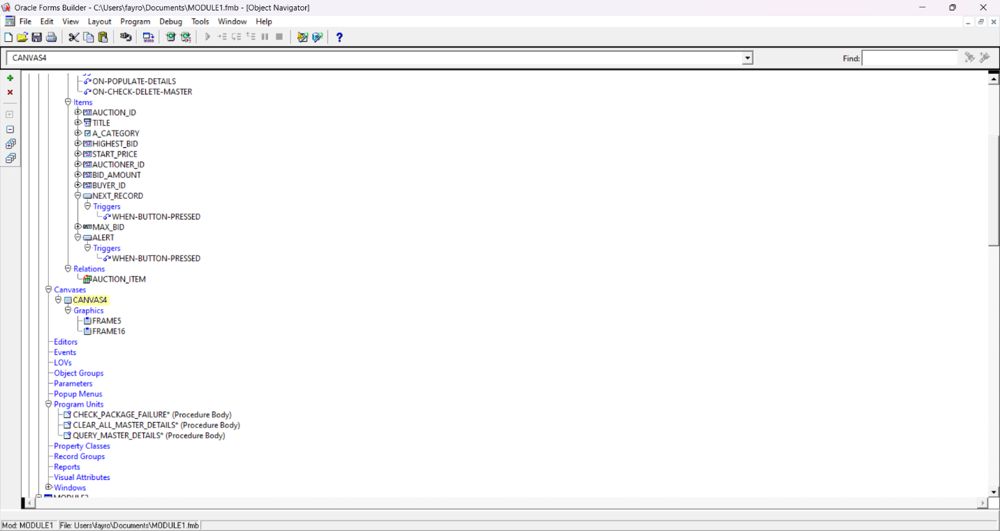 Oracle Forms Builder - C:\Users\fayro\Documents\MODULE1.fmb - [Object Navigator]
File Edit View Layout Program Debug Tools Window Help
CANVAS4
Find:
ON-POPULATE-DETAILS
ON-CHECK-DELETE-MASTER
Items
AUCTION_ID
TITLE
A_CATEGORY
HIGHEST_BID
START_PRICE
AUCTIONER_ID
BID_AMOUNT
BUYER_ID
NEXT_RECORD
Triggers
WHEN-BUTTON-PRESSED
MAX_BID
ALERT
Triggers
WHEN-BUTTON-PRESSED
Relations
AUCTION_ITEM
Canvases
CANVAS4
Graphics
FRAME5
FRAME16
Editors
Events
LOVs
Object Groups
Parameters
Popup Menus
Program Units
CHECK_PACKAGE_FAILURE* (Procedure Body)
CLEAR_ALL_MASTER_DETAILS* (Procedure Body)
QUERY_MASTER_DETAILS* (Procedure Body)
Property Classes
Record Groups
Reports
Visual Attributes
Windows
Mod: MODULE1 File: Users\fayro\Documents\MODULE1.fmb